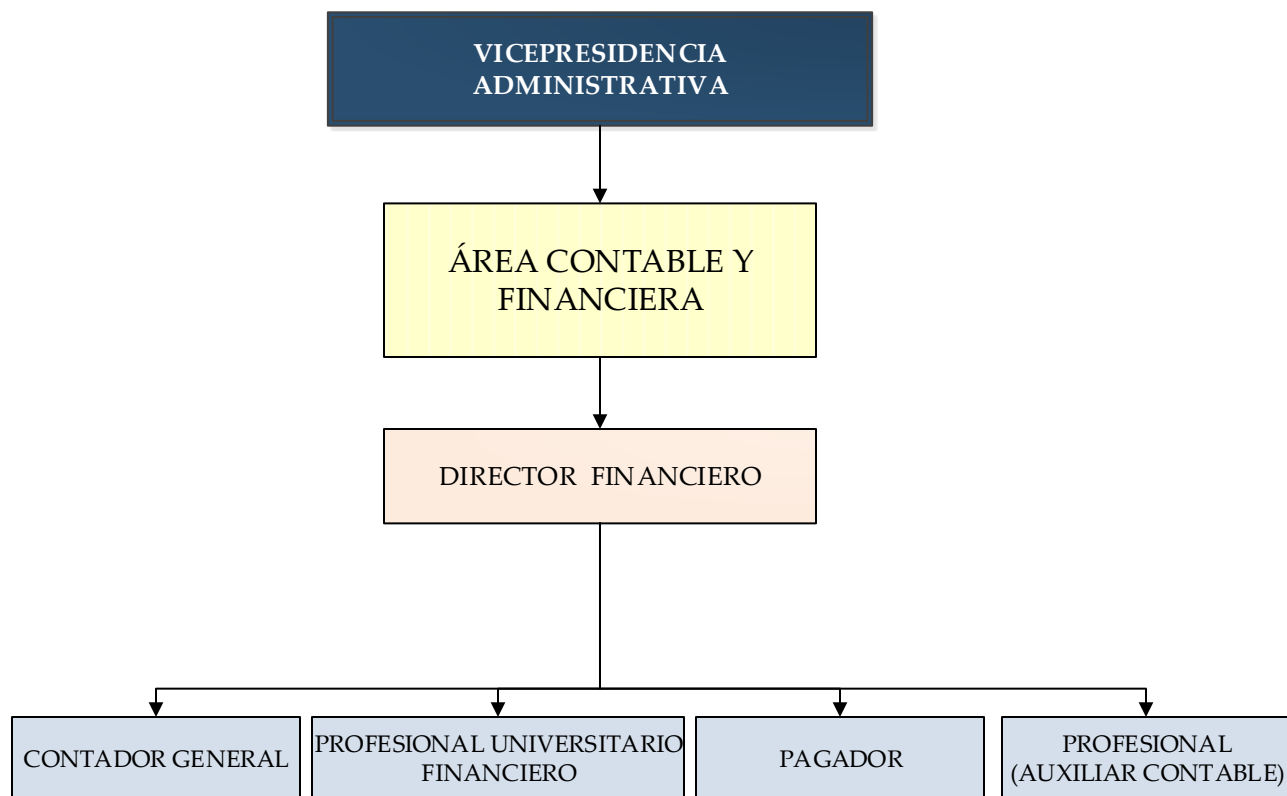 VICEPRESIDENCIA
ADMINISTRATIVA
ÁREA CONTABLE Y
FINANCIERA
DIRECTOR FINANCIERO
CONTADOR GENERAL
PROFESIONAL UNIVERSITARIO
FINANCIERO
PAGADOR
PROFESIONAL
(AUXILIAR CONTABLE)